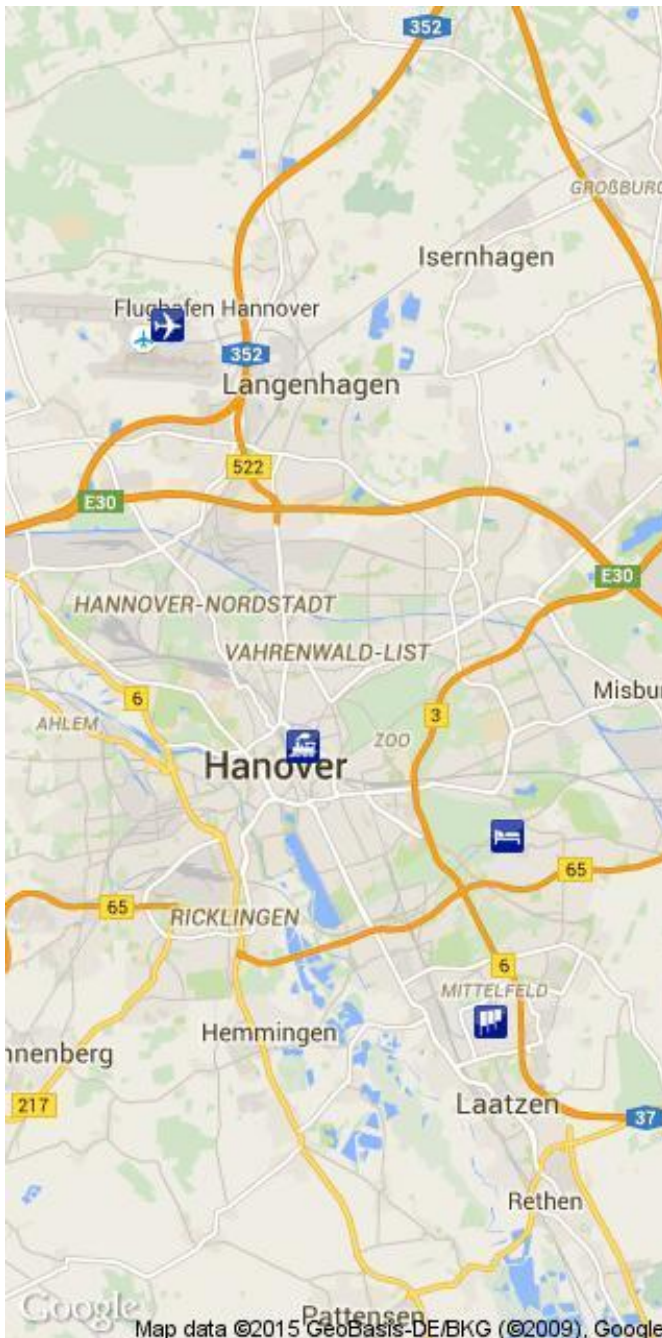 352
GROßBURG
Isernhagen
Flughafen Hannover
352
Langenhagen
522
E30
E30
HANNOVER-NORDSTADT
VAHRENWALD-LIST
Misbur
6
3
AHLEM
ZOO
Hanover
65
65
RICKLINGEN
6
MITTELFELD
Hemmingen
nnenberg
217
Laatzen
37
Rethen
Google
Pattensen
Map data ©2015 GeoBasis-DE/BKG (©2009), Google